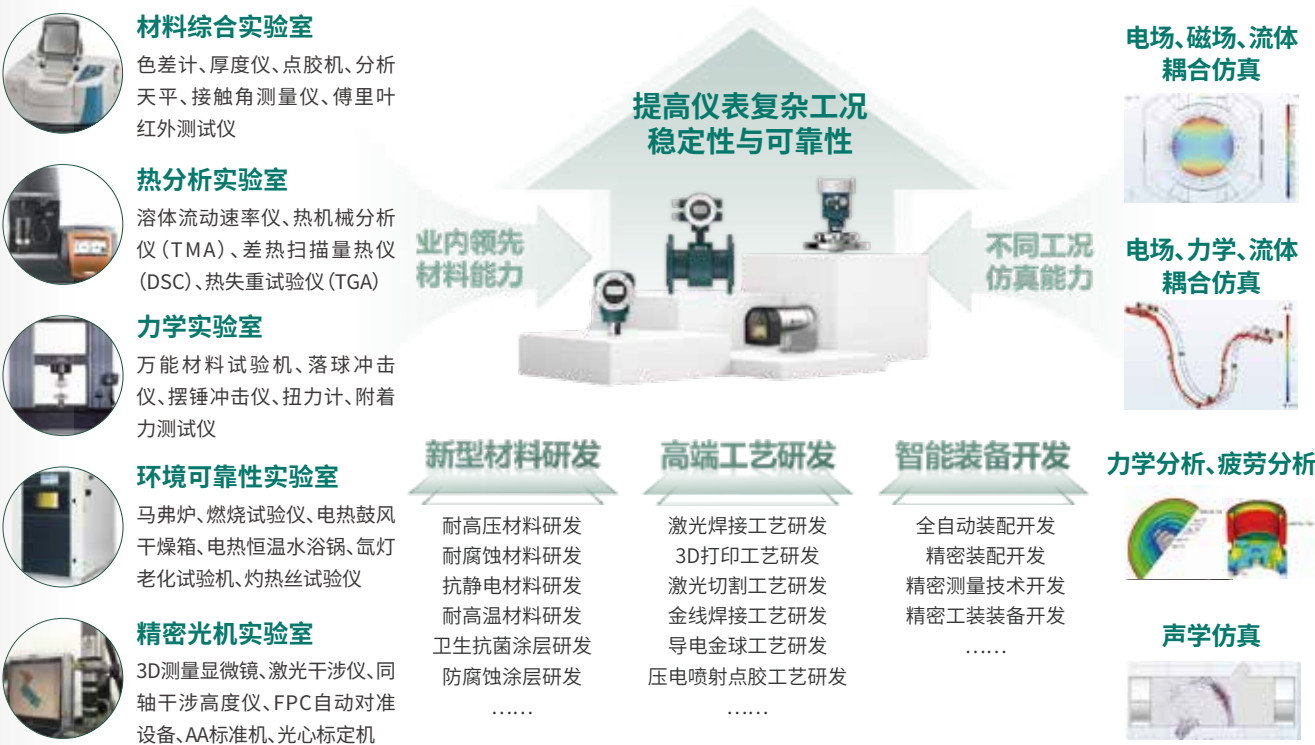 材料综合实验室
色差计、厚度仪、点胶机、分析
天平、接触角测量仪、傅里叶
红外测试仪
热分析实验室
溶体流动速率仪、热机械分析
仪(TMA)、差热扫描量热仪
(DSC)、热失重试验仪(TGA)
力学实验室
万能材料试验机、落球冲击
仪、摆锤冲击仪、扭力计、附着
力测试仪
环境可靠性实验室
马弗炉、燃烧试验仪、电热鼓风
干燥箱、电热恒温水浴锅、氙灯
老化试验机、灼热丝试验仪
精密光机实验室
3D测量显微镜、激光干涉仪、同
轴干涉高度仪、FPC自动对准
设备、AA标准机、光心标定机
提高仪表复杂工况
稳定性与可靠性
业内领先
材料能力
不同工况
仿真能力
新型材料研发
耐高压材料研发
耐腐蚀材料研发
抗静电材料研发
耐高温材料研发
卫生抗菌涂层研发
防腐蚀涂层研发
……
高端工艺研发
激光焊接工艺研发
3D打印工艺研发
激光切割工艺研发
金线焊接工艺研发
导电金球工艺研发
压电喷射点胶工艺研发
……
智能装备开发
全自动装配开发
精密装配开发
精密测量技术开发
精密工装装备开发
……
电场、磁场、流体
耦合仿真
电场、力学、流体
耦合仿真
力学分析、疲劳分析
声学仿真